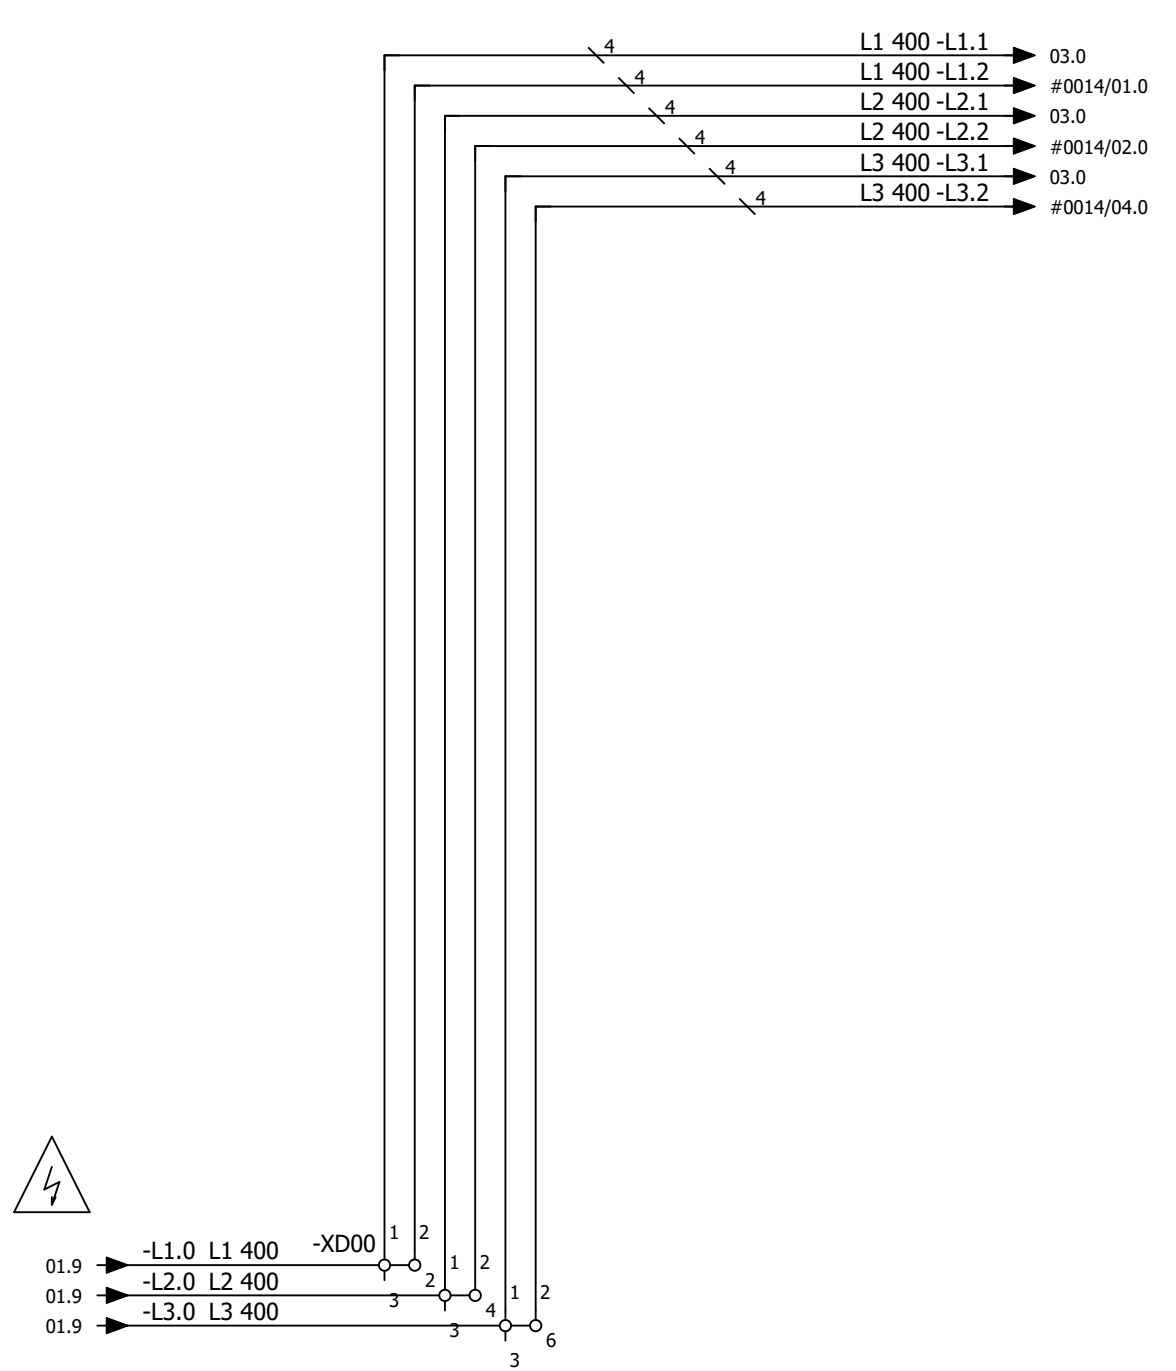 4 L1 400 -L1.1 03.0
4 L1 400 -L1.2 #0014/01.0
4 L2 400 -L2.1 03.0
4 L2 400 -L2.2 #0014/02.0
4 L3 400 -L3.1 03.0
4 L3 400 -L3.2 #0014/04.0
1 2
01.9 -L1.0 L1 400 -XD00
1 2
3 2
01.9 -L2.0 L2 400
1 2
3 4
01.9 -L3.0 L3 400
3 6